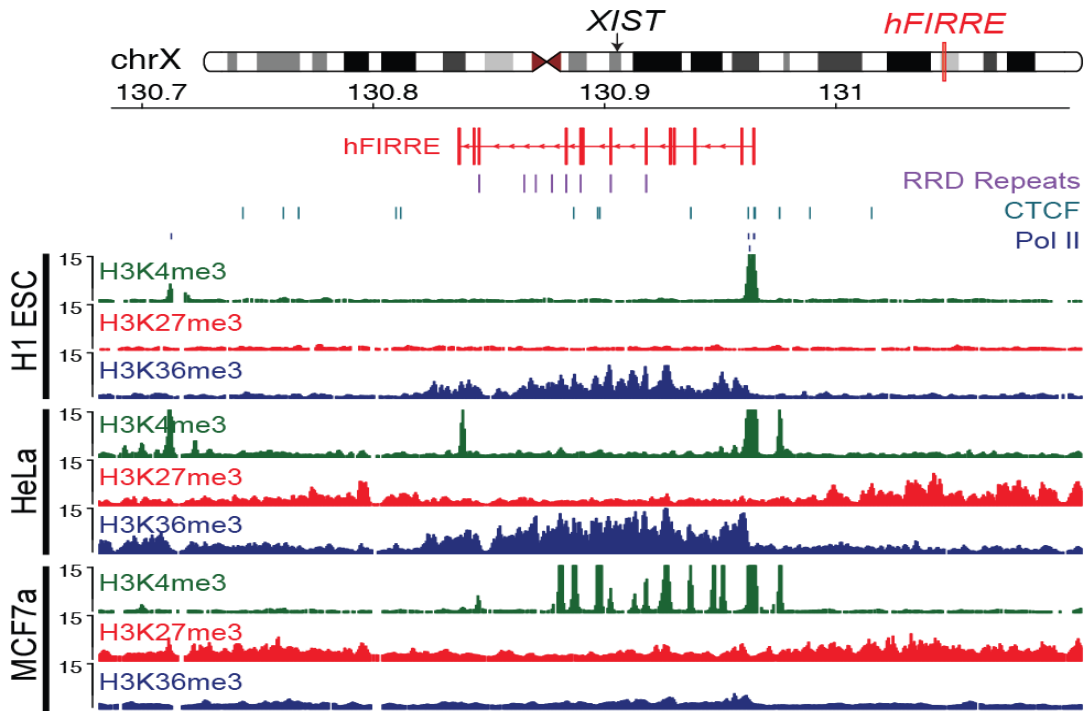 XIST
hFIRRE
chrX
130.7 130.8 130.9 131
hFIRRE
RRD Repeats
CTCF
Pol II
H1 ESC
15 H3K4me3
15 H3K27me3
15 H3K36me3
HeLa
15 H3K4me3
15 H3K27me3
15 H3K36me3
MCF7a
15 H3K4me3
15 H3K27me3
15 H3K36me3